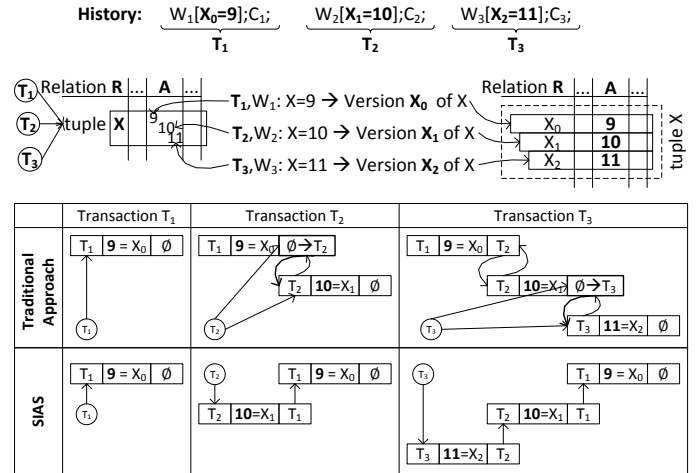 History: W1[X0=9];C1; W2[X1=10];C2; W3[X2=11];C3;
T1 T2 T3
T1 T2 T3
Relation R ... A ...
tuple X 9 10 11
T1,W1: X=9 → Version X0 of X
T2,W2: X=10 → Version X1 of X
T3,W3: X=11 → Version X2 of X
Relation R ... A ...
X0 9
X1 10
X2 11
tuple X
Transaction T1 Transaction T2 Transaction T3
Traditional
Approach
T1 9 = X0 Ø
T1
T1 9 = X0 Ø→T2
T2 10=X1 Ø
T2
T1 9 = X0 T2
T2 10=X1 Ø→T3
T3 11=X2 Ø
T3
SIAS
T1 9 = X0 Ø
T1
T2 T1 9 = X0 Ø
T2 10=X1 T1
T3 T1 9 = X0 Ø
T2 10=X1 T1
T3 11=X2 T2